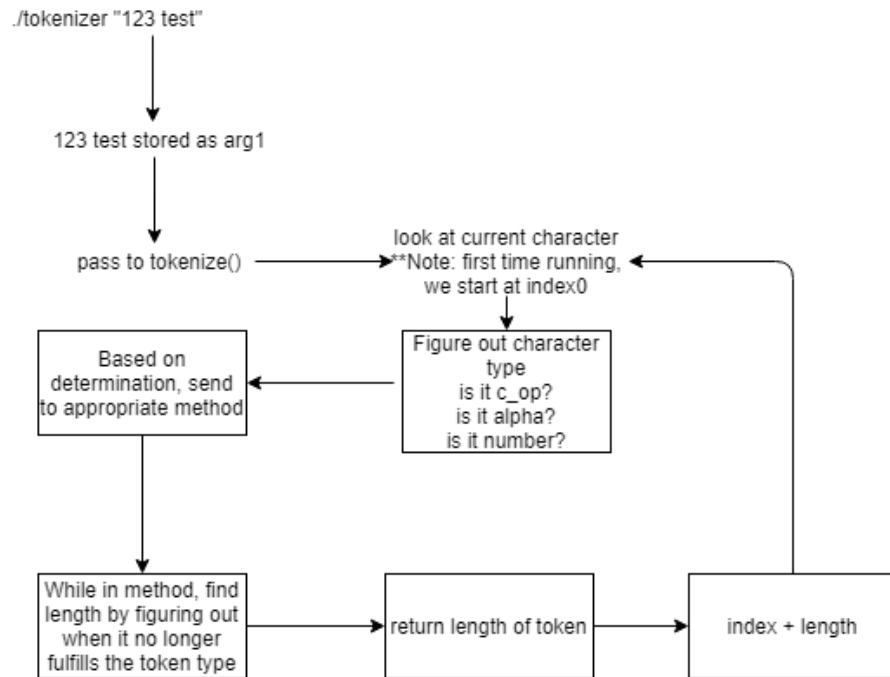 ./tokenizer "123 test"
123 test stored as arg1
pass to tokenize()
look at current character
**Note: first time running,
we start at index0
Figure out character
type
is it c_op?
is it alpha?
is it number?
Based on
determination, send
to appropriate method
While in method, find
length by figuring out
when it no longer
fulfills the token type
return length of token
index + length